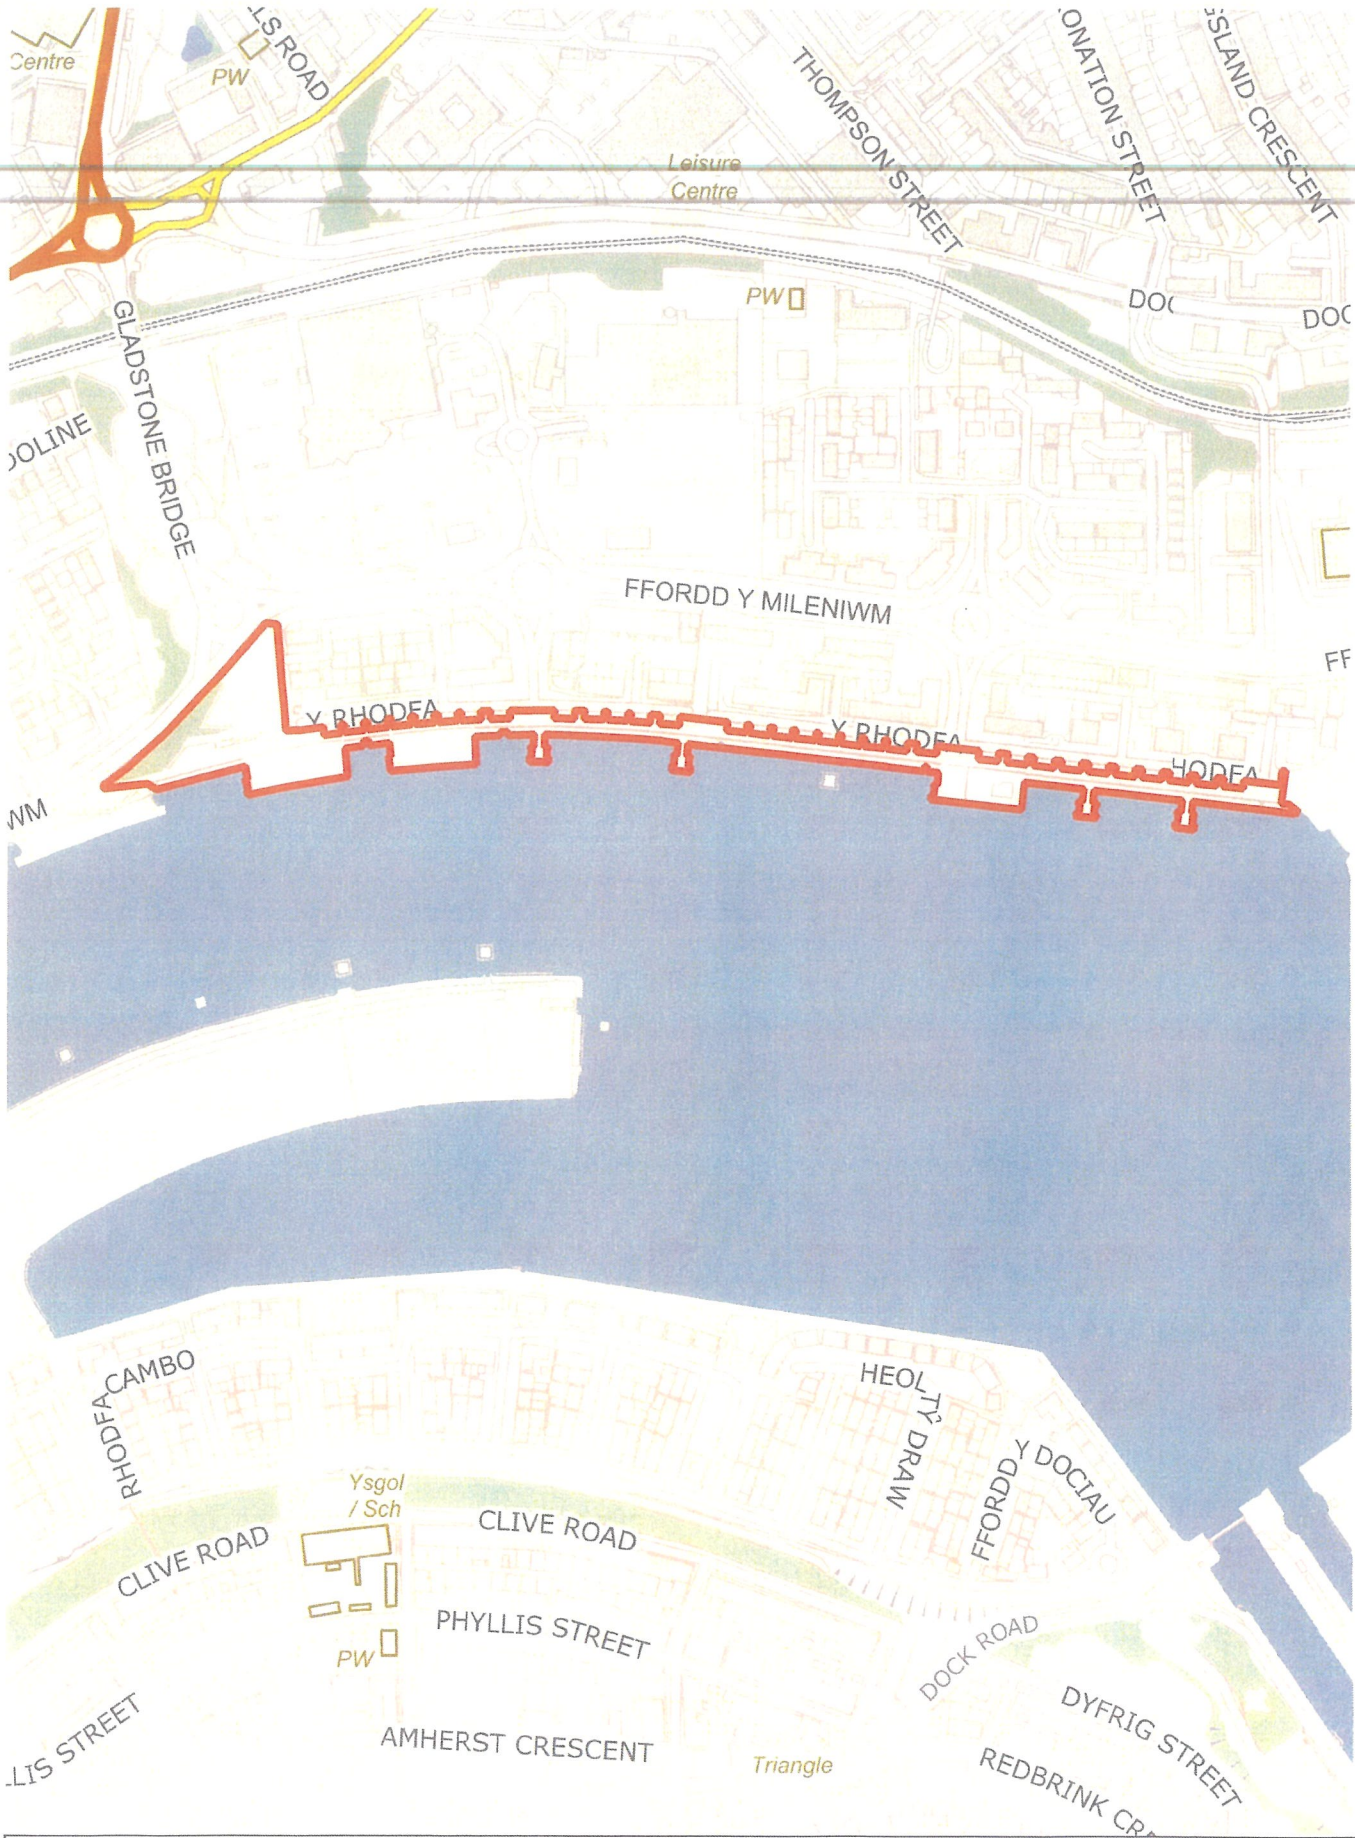 Centre
PW
LS ROAD
THOMPSON STREET
ONATION STREET
GSLAND CRESCENT
Leisure
Centre
GLADSTONE BRIDGE
PW
DOC
DOC
OOLINE
FFORDD Y MILENIWM
FF
Y RHODFA
Y RHODFA
HODFA
WM
CAMBO
RHODFA
HEOL
TŶ DRAW
FFORDD
Y DOCIAU
Ysgol
/ Sch
CLIVE ROAD
CLIVE ROAD
PHYLLIS STREET
PW
DOCK ROAD
DYFRIG STREET
LIS STREET
AMHERST CRESCENT
Triangle
REDBRINK CR